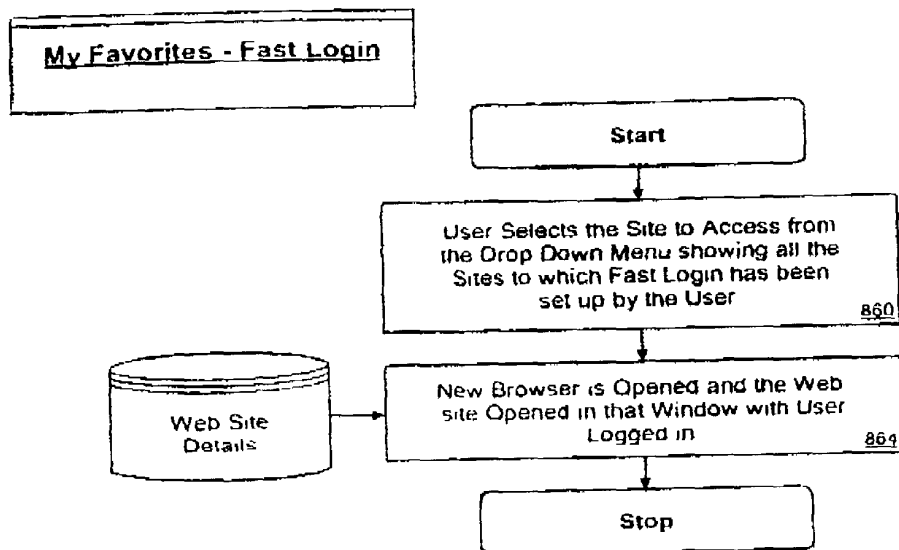 My Favorites - Fast Login
Start
User Selects the Site to Access from
the Drop Down Menu showing all the
Sites to which Fast Login has been
set up by the User
860
New Browser is Opened and the Web
site Opened in that Window with User
Logged in
864
Web Site
Details
Stop